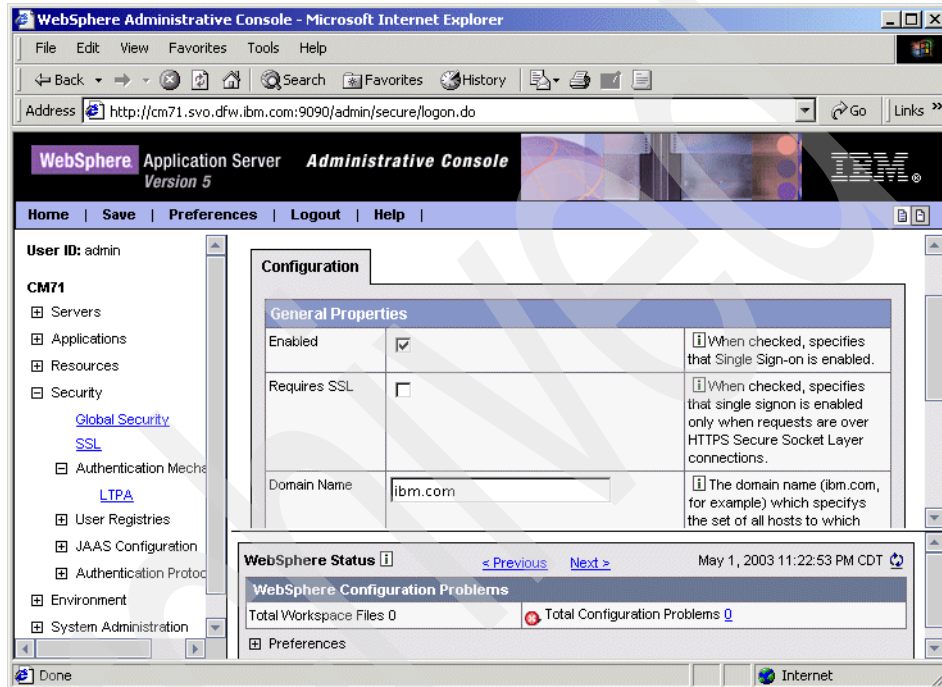 WebSphere Administrative Console - Microsoft Internet Explorer
File Edit View Favorites Tools Help
Back Search Favorites History
Address http://cm71.svo.dfw.ibm.com:9090/admin/secure/logon.do Go Links »
WebSphere Application Server Administrative Console
Version 5
IBM®
Home | Save | Preferences | Logout | Help |
User ID: admin
CM71
Servers
Applications
Resources
Security
Global Security
SSL
Authentication Mecha
LTPA
User Registries
JAAS Configuration
Authentication Protoc
Environment
System Administration
Configuration
General Properties
Enabled
When checked, specifies
that Single Sign-on is enabled.
Requires SSL
When checked, specifies
that single signon is enabled
only when requests are over
HTTPS Secure Socket Layer
connections.
Domain Name
ibm.com
The domain name (ibm.com,
for example) which specifys
the set of all hosts to which
WebSphere Status < Previous Next > May 1, 2003 11:22:53 PM CDT
WebSphere Configuration Problems
Total Workspace Files 0 Total Configuration Problems 0
Preferences
Done Internet